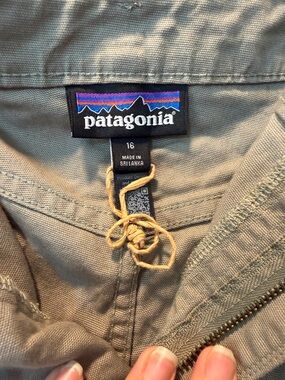 patagonia®
16
MADE IN
SRI LANKA